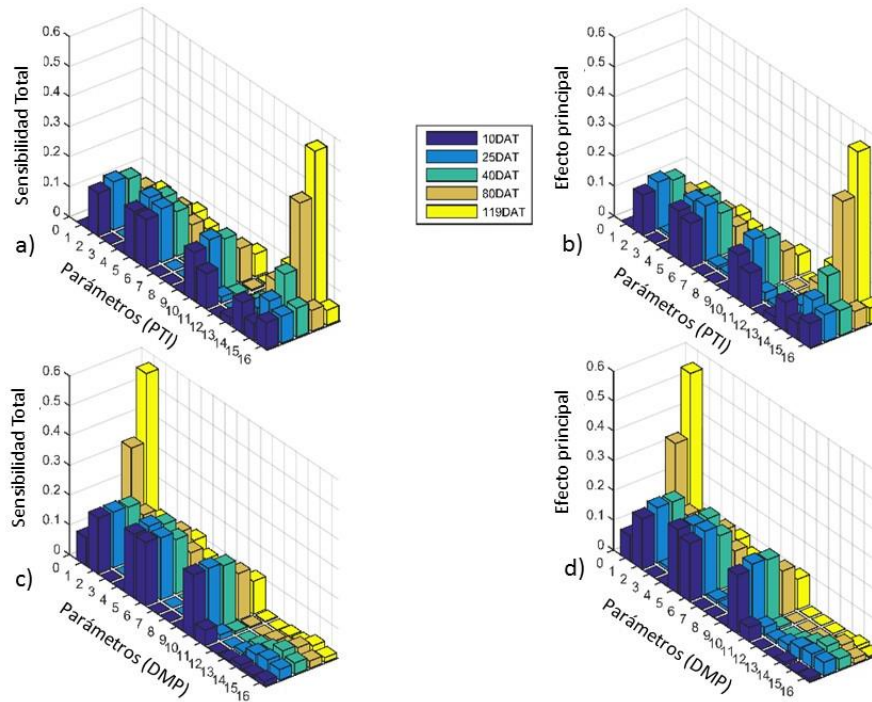 0.6
0.5
0.4
0.3
0.2
0.1
0
Sensibilidad Total
0 1 2 3 4 5 6 7 8 9 10 11 12 13 14 15 16
Parámetros (PTI)
a)
10DAT
25DAT
40DAT
80DAT
119DAT
0.6
0.5
0.4
0.3
0.2
0.1
0
Efecto principal
0 1 2 3 4 5 6 7 8 9 10 11 12 13 14 15 16
Parámetros (PTI)
b)
0.6
0.5
0.4
0.3
0.2
0.1
0
Sensibilidad Total
0 1 2 3 4 5 6 7 8 9 10 11 12 13 14 15 16
Parámetros (DMP)
c)
0.6
0.5
0.4
0.3
0.2
0.1
0
Efecto principal
0 1 2 3 4 5 6 7 8 9 10 11 12 13 14 15 16
Parámetros (DMP)
d)